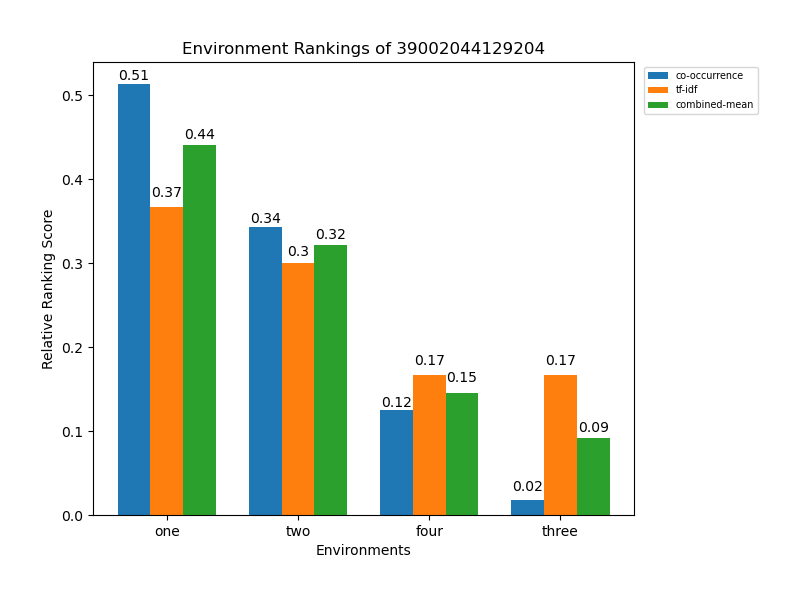 Environment Rankings of 39002044129204
co-occurrence
tf-idf
combined-mean
0.51
0.37
0.44
0.34
0.3
0.32
0.12
0.17
0.15
0.02
0.17
0.09
Relative Ranking Score
0.5
0.4
0.3
0.2
0.1
0.0
one two four three
Environments